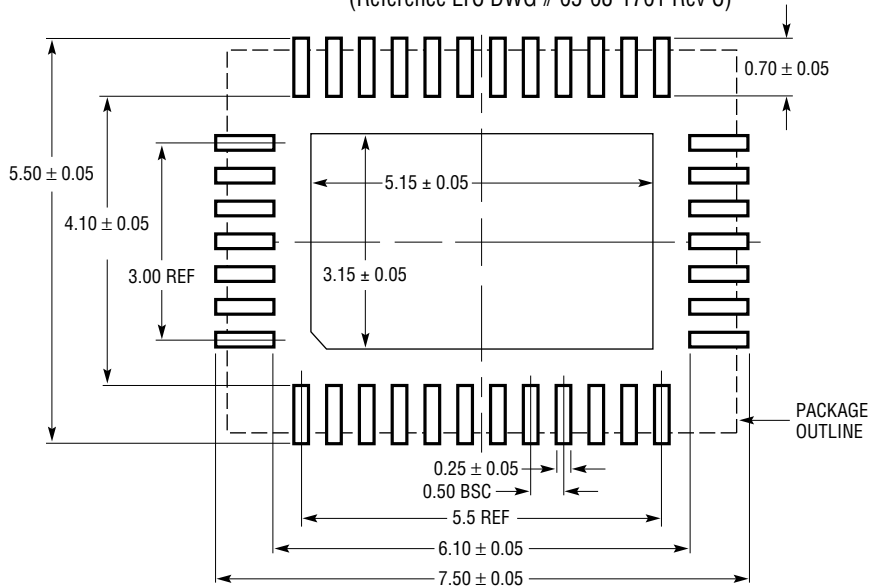 0.70 ± 0.05
5.50 ± 0.05
5.15 ± 0.05
4.10 ± 0.05
3.00 REF
3.15 ± 0.05
PACKAGE
OUTLINE
0.25 ± 0.05
0.50 BSC
5.5 REF
6.10 ± 0.05
7.50 ± 0.05